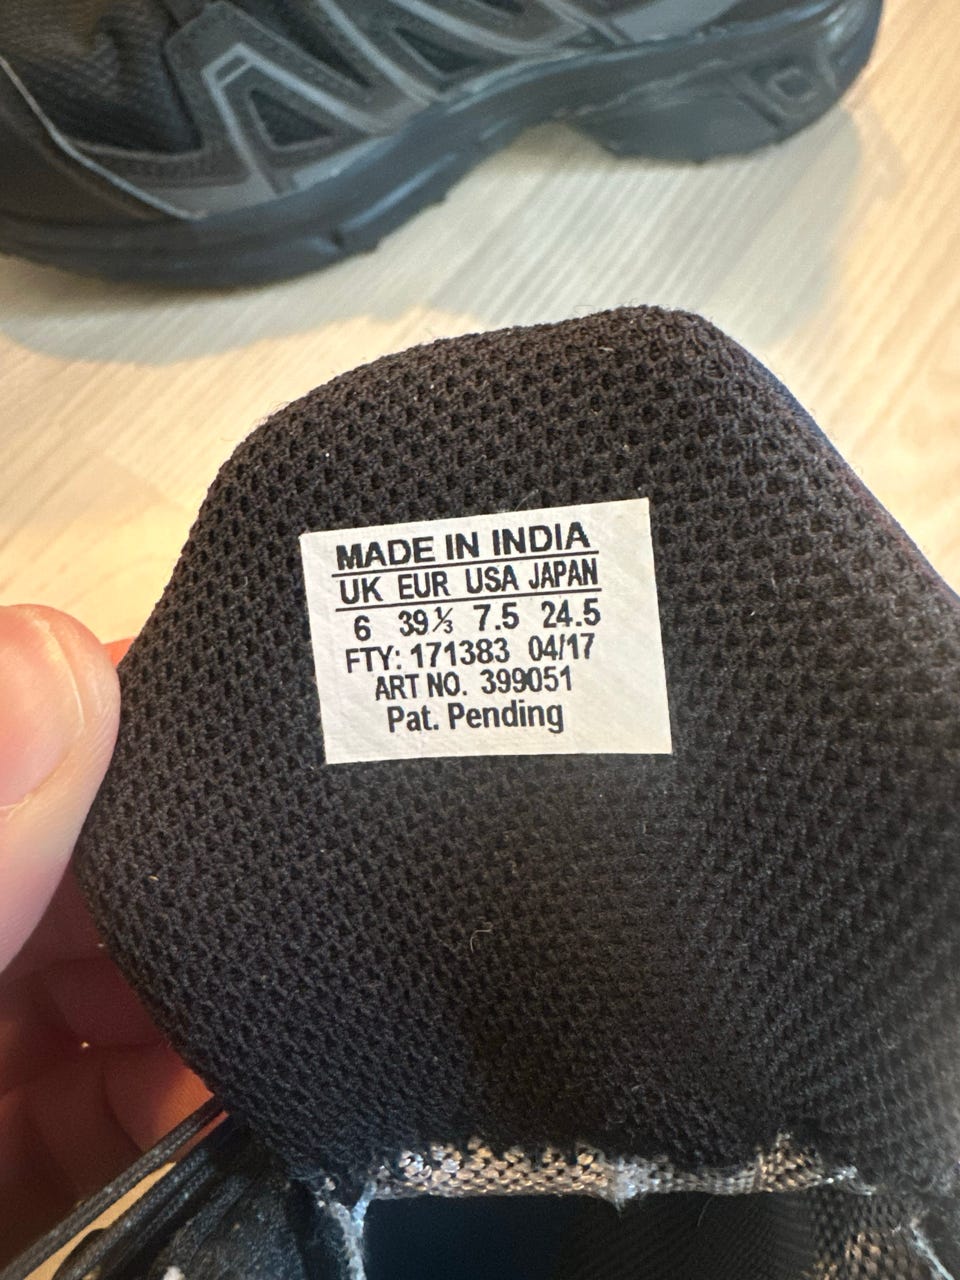 MADE IN INDIA
UK EUR USA JAPAN
6 39⅓ 7.5 24.5
FTY: 171383 04/17
ART NO. 399051
Pat. Pending